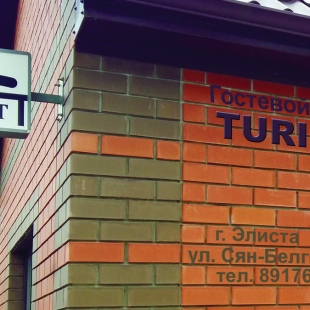 Гостевой
TURI
г. Элиста
ул. Сян-Белг
тел. 89176